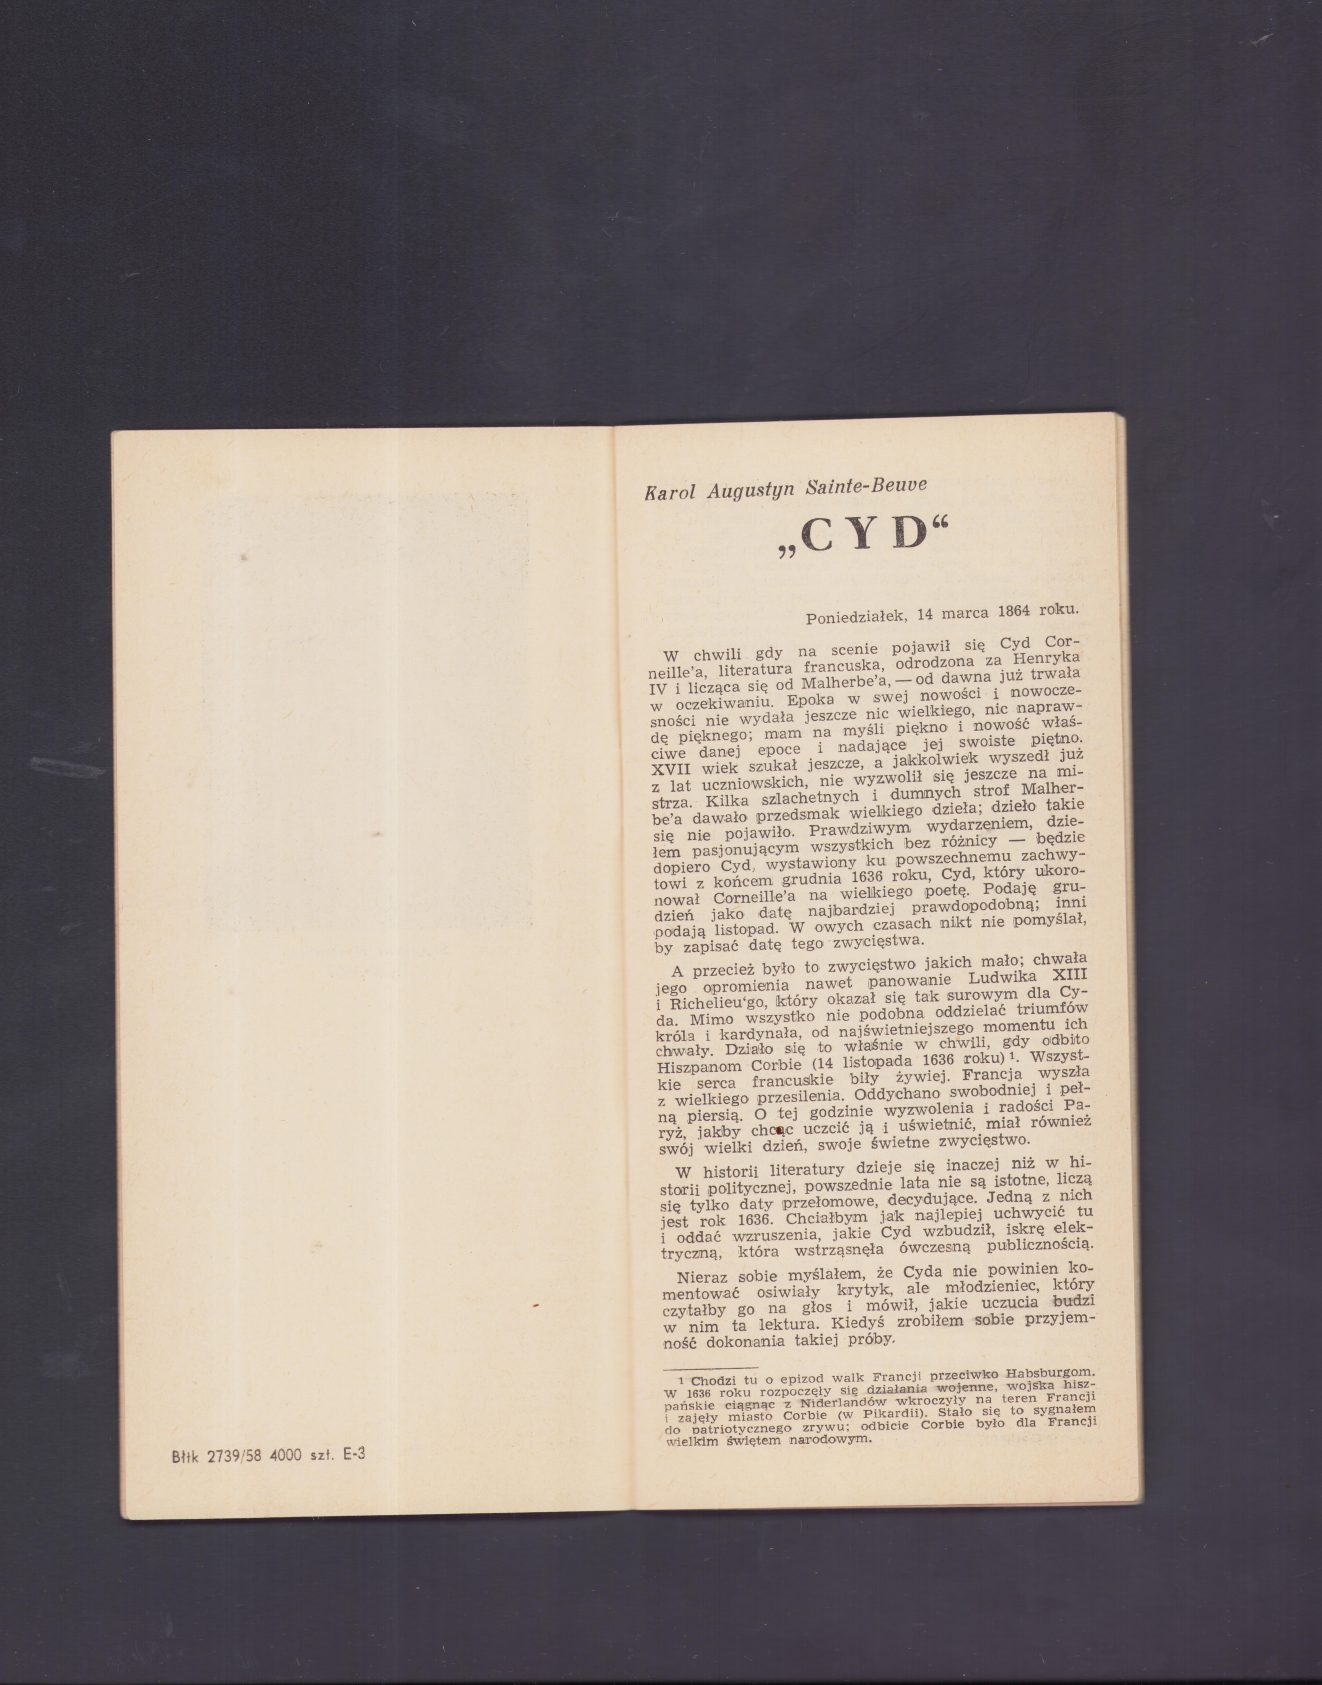 Błtk 2739/58 4000 szt. E-3
Karol Augustyn Sainte-Beuve
„CYD“
Poniedziałek, 14 marca 1864 roku.
W chwili gdy na scenie pojawił się Cyd Cor-
neille’a, literatura francuska, odrodzona za Henryka
IV i licząca się od Malherbe’a, — od dawna już trwała
w oczekiwaniu. Epoka w swej nowości i nowocze-
sności nie wydała jeszcze nic wielkiego, nic napraw-
dę pięknego; mam na myśli piękno i nowość właś-
ciwe danej epoce i nadające jej swoiste piętno.
XVII wiek szukał jeszcze, a jakkolwiek wyszedł już
z lat uczniowskich, nie wyzwolił się jeszcze na mi-
strza. Kilka szlachetnych i dumnych strof Malher-
be’a dawało przedsmak wielkiego dzieła; dzieło takie
się nie pojawiło. Prawdziwym wydarzeniem, dzie-
łem pasjonującym wszystkich bez różnicy — będzie
dopiero Cyd, wystawiony ku powszechnemu zachwy-
towi z końcem grudnia 1636 roku, Cyd, który ukoro-
nował Corneille’a na wielkiego poetę. Podaję gru-
dzień jako datę najbardziej prawdopodobną; inni
podają listopad. W owych czasach nikt nie pomyślał,
by zapisać datę tego zwycięstwa.
A przecież było to zwycięstwo jakich mało; chwała
jego opromienia nawet panowanie Ludwika XIII
i Richelieu‘go, który okazał się tak surowym dla Cy-
da. Mimo wszystko nie podobna oddzielać triumfów
króla i kardynała, od najświetniejszego momentu ich
chwały. Działo się to właśnie w chwili, gdy odbito
Hiszpanom Corbie (14 listopada 1636 roku) ¹. Wszyst-
kie serca francuskie biły żywiej. Francja wyszła
z wielkiego przesilenia. Oddychano swobodniej i peł-
ną piersią. O tej godzinie wyzwolenia i radości Pa-
ryż, jakby chcąc uczcić ją i uświetnić, miał również
swój wielki dzień, swoje świetne zwycięstwo.
W historii literatury dzieje się inaczej niż w hi-
storii politycznej, powszednie lata nie są istotne, liczą
się tylko daty przełomowe, decydujące. Jedną z nich
jest rok 1636. Chciałbym jak najlepiej uchwycić tu
i oddać wzruszenia, jakie Cyd wzbudził, iskrę elek-
tryczną, która wstrząsnęła ówczesną publicznością.
Nieraz sobie myślałem, że Cyda nie powinien ko-
mentować osiwiały krytyk, ale młodzieniec, który
czytałby go na głos i mówił, jakie uczucia budzi
w nim ta lektura. Kiedyś zrobiłem sobie przyjem-
ność dokonania takiej próby.
¹ Chodzi tu o epizod walk Francji przeciwko Habsburgom.
W 1636 roku rozpoczęły się działania wojenne, wojska hisz-
pańskie ciągnąc z Niderlandów wkroczyły na teren Francji
i zajęły miasto Corbie (w Pikardii). Stało się to sygnałem
do patriotycznego zrywu; odbicie Corbie było dla Francji
wielkim świętem narodowym.